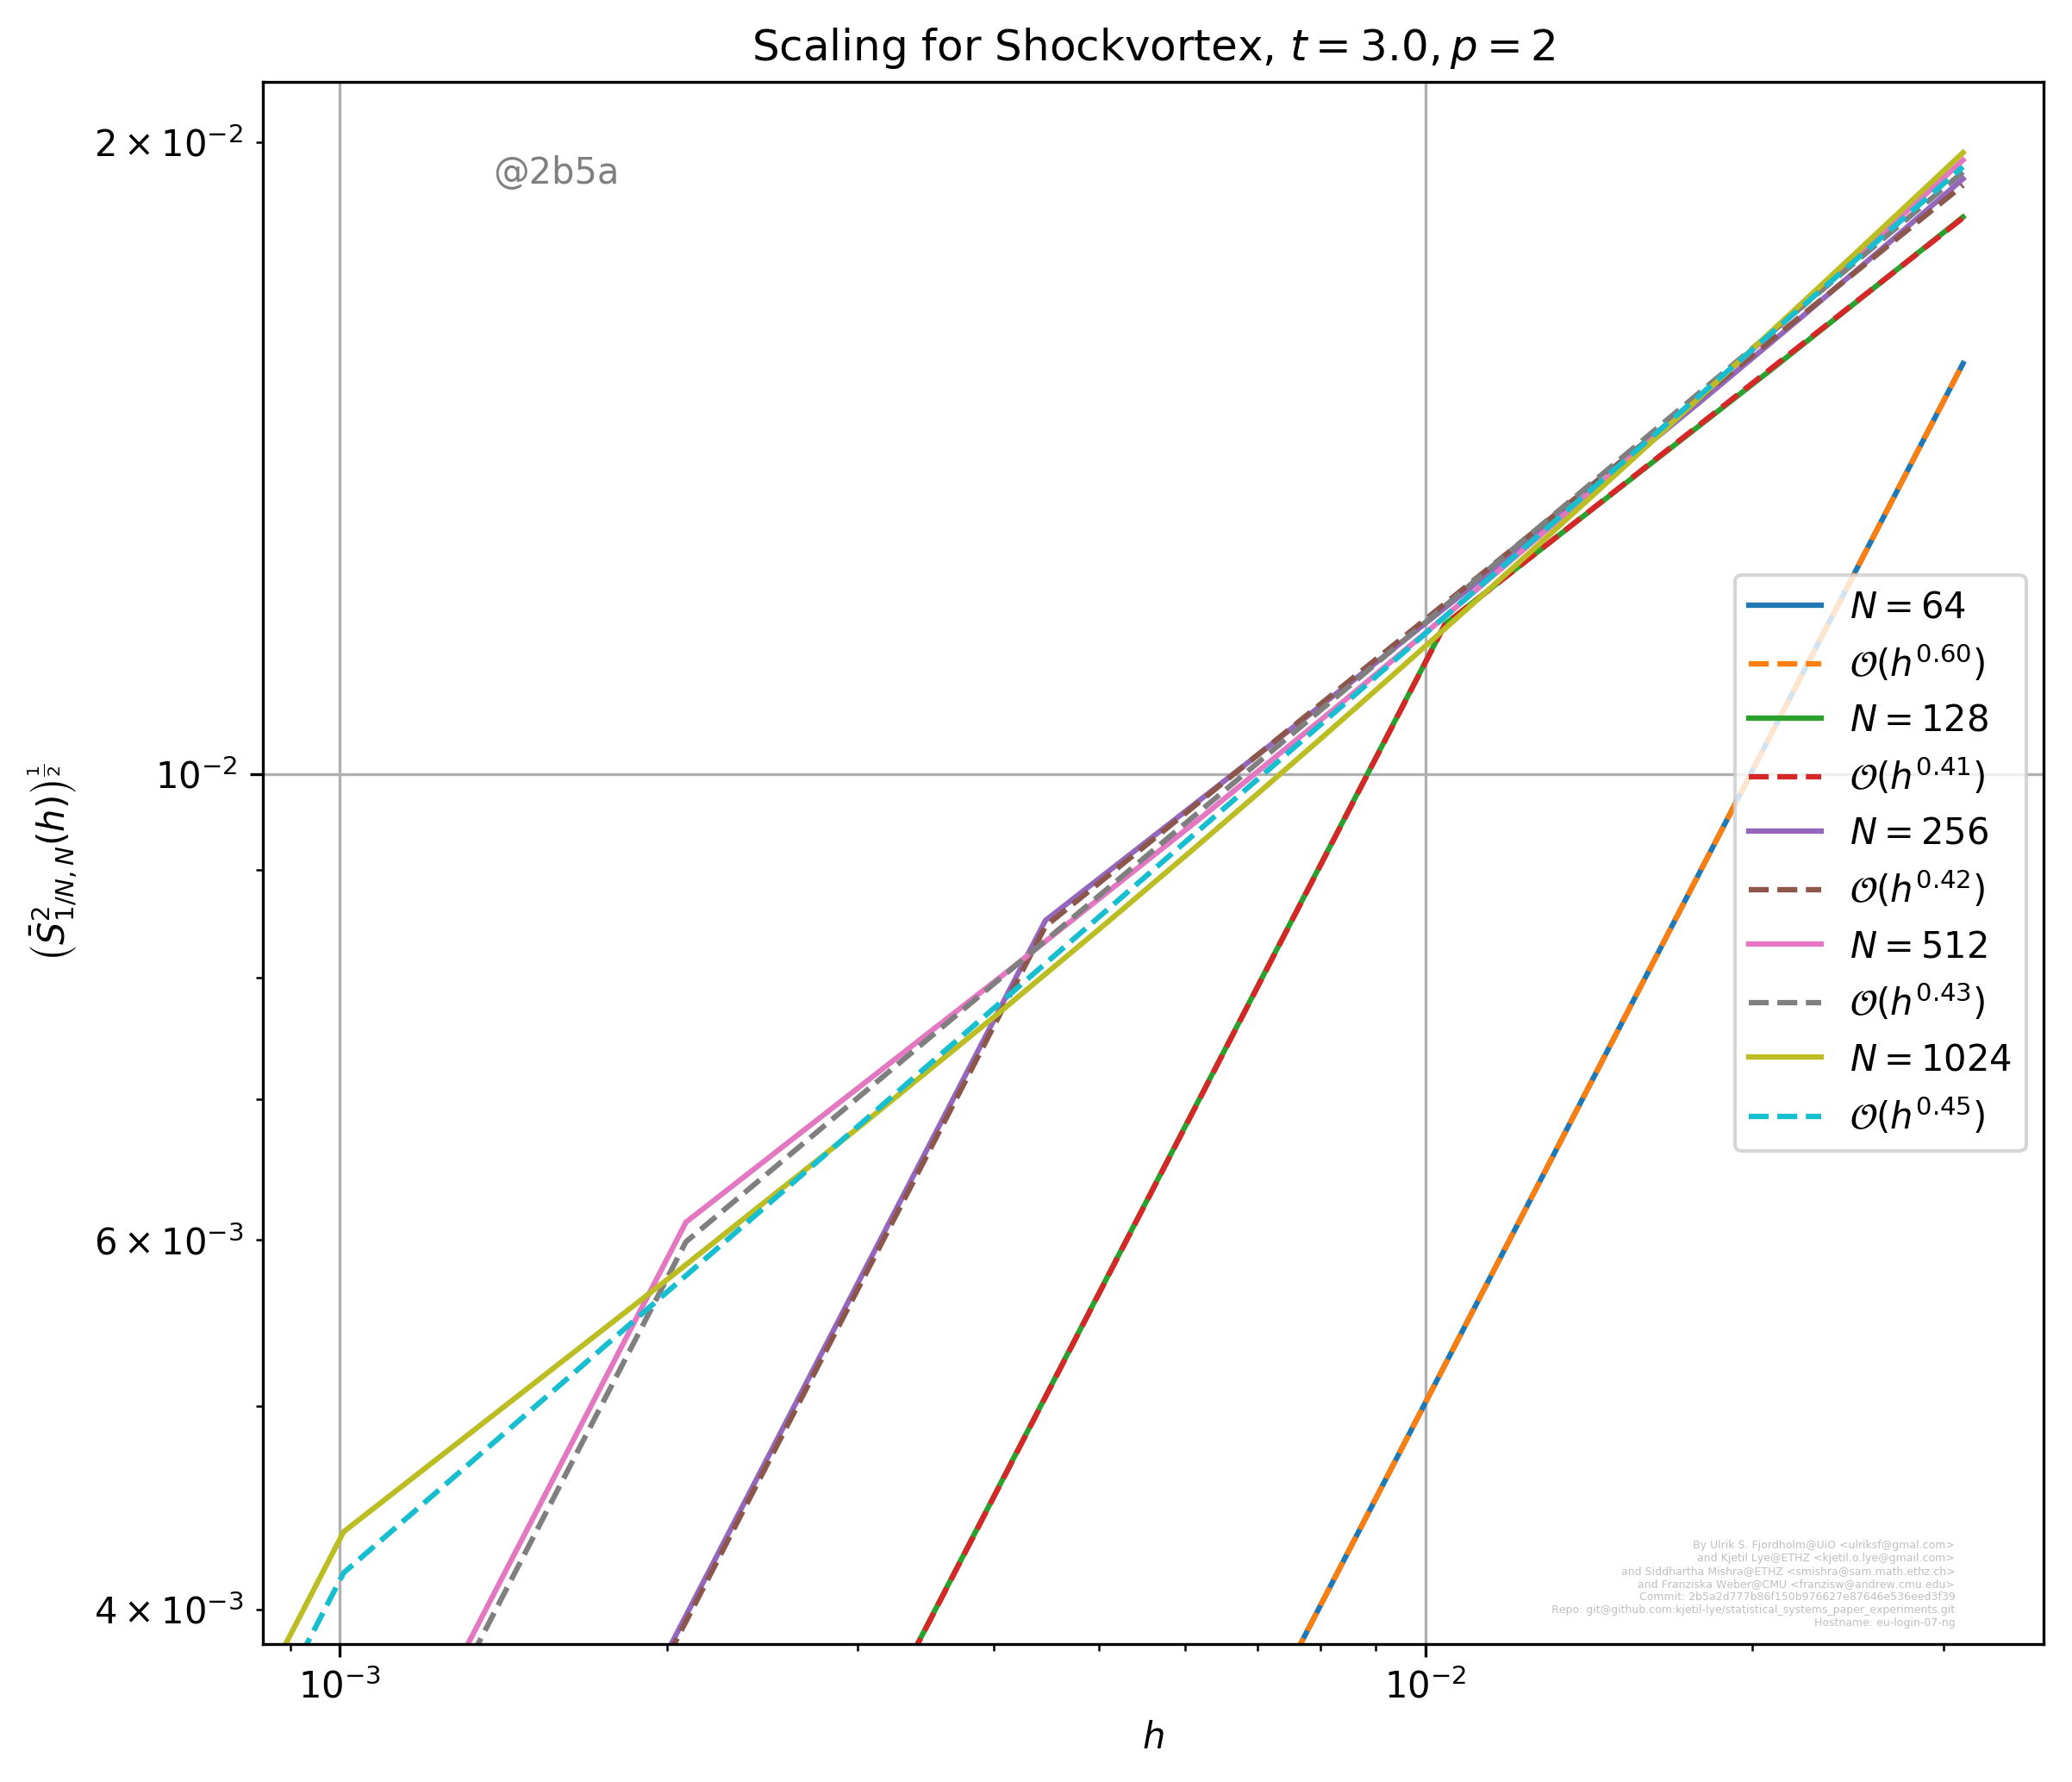 Scaling for Shockvortex, t = 3.0, p = 2
2 × 10⁻²
@2b5a
10⁻²
6 × 10⁻³
4 × 10⁻³
(S̄²₁/N, N(h))^½
N = 64
𝒪(h^0.60)
N = 128
𝒪(h^0.41)
N = 256
𝒪(h^0.42)
N = 512
𝒪(h^0.43)
N = 1024
𝒪(h^0.45)
By Ulrik S. Fjordholm@UiO <ulriksf@gmal.com>
and Kjetil Lye@ETHZ <kjetil.o.lye@gmail.com>
and Siddhartha Mishra@ETHZ <smishra@sam.math.ethz.ch>
and Franziska Weber@CMU <franzisw@andrew.cmu.edu>
Commit: 2b5a2d777b86f150b976627e87646e536eed3f39
Repo: git@github.com:kjetil-lye/statistical_systems_paper_experiments.git
Hostname: eu-login-07-ng
10⁻³
10⁻²
h